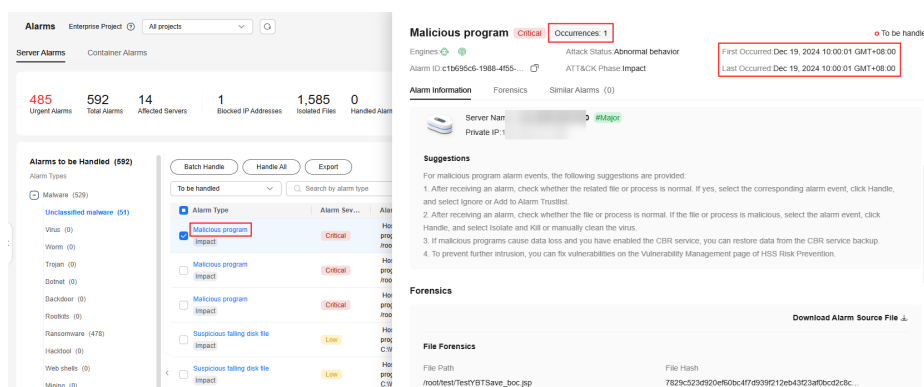 Alarms Enterprise Project All projects
Server Alarms Container Alarms
485 592 14 1 1,585 0
Urgent Alarms Total Alarms Affected Servers Blocked IP Addresses Isolated Files Handled Alarm
Alarms to be Handled (592)
Alarm Types
Malware (529)
Unclassified malware (51)
Virus (0)
Worm (0)
Trojan (0)
Botnet (0)
Backdoor (0)
Rootkits (0)
Ransomware (478)
Hacktool (0)
Web shells (0)
Mining (0)
Batch Handle Handle All Export
To be handled Search by alarm type
Alarm Type Alarm Sev... Alar
Malicious program Critical
Impact
Malicious program Critical
Impact
Malicious program Critical
Impact
Suspicious falling disk file Low
Impact
Suspicious falling disk file Low
Impact
Malicious program Critical Occurrences: 1 To be handle
Engines: Attack Status:Abnormal behavior First Occurred:Dec 19, 2024 10:00:01 GMT+08:00
Alarm ID:c1b695c6-1988-4f55-... ATT&CK Phase:Impact Last Occurred:Dec 19, 2024 10:00:01 GMT+08:00
Alarm Information Forensics Similar Alarms (0)
Server Nam #Major
Private IP:1
Suggestions
For malicious program alarm events, the following suggestions are provided:
1. After receiving an alarm, check whether the related file or process is normal. If yes, select the corresponding alarm event, click Handle,
and select Ignore or Add to Alarm Trustlist.
2. After receiving an alarm, check whether the file or process is normal. If the file or process is malicious, select the alarm event, click
Handle, and select Isolate and Kill or manually clean the virus.
3. If malicious programs cause data loss and you have enabled the CBR service, you can restore data from the CBR service backup.
4. To prevent further intrusion, you can fix vulnerabilities on the Vulnerability Management page of HSS Risk Prevention.
Forensics
Download Alarm Source File
File Forensics
File Path File Hash
/root/test/TestYBTSave_boc.jsp 7829c523d920ef60bc4f7d939f212eb43f23af0bcd2c8c...